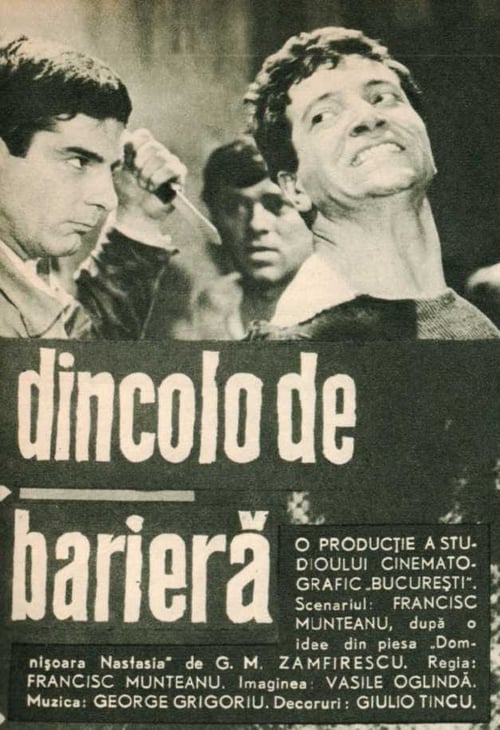 dincolo de
barieră
O PRODUCȚIE A STU-
DIOULUI CINEMATO-
GRAFIC „BUCUREȘTI".
Scenariul: FRANCISC
MUNTEANU, după o
idee din piesa „Dom-
nișoara Nastasia" de G. M. ZAMFIRESCU. Regia:
FRANCISC MUNTEANU. Imaginea: VASILE OGLINDĂ.
Muzica: GEORGE GRIGORIU. Decoruri: GIULIO TINCU.